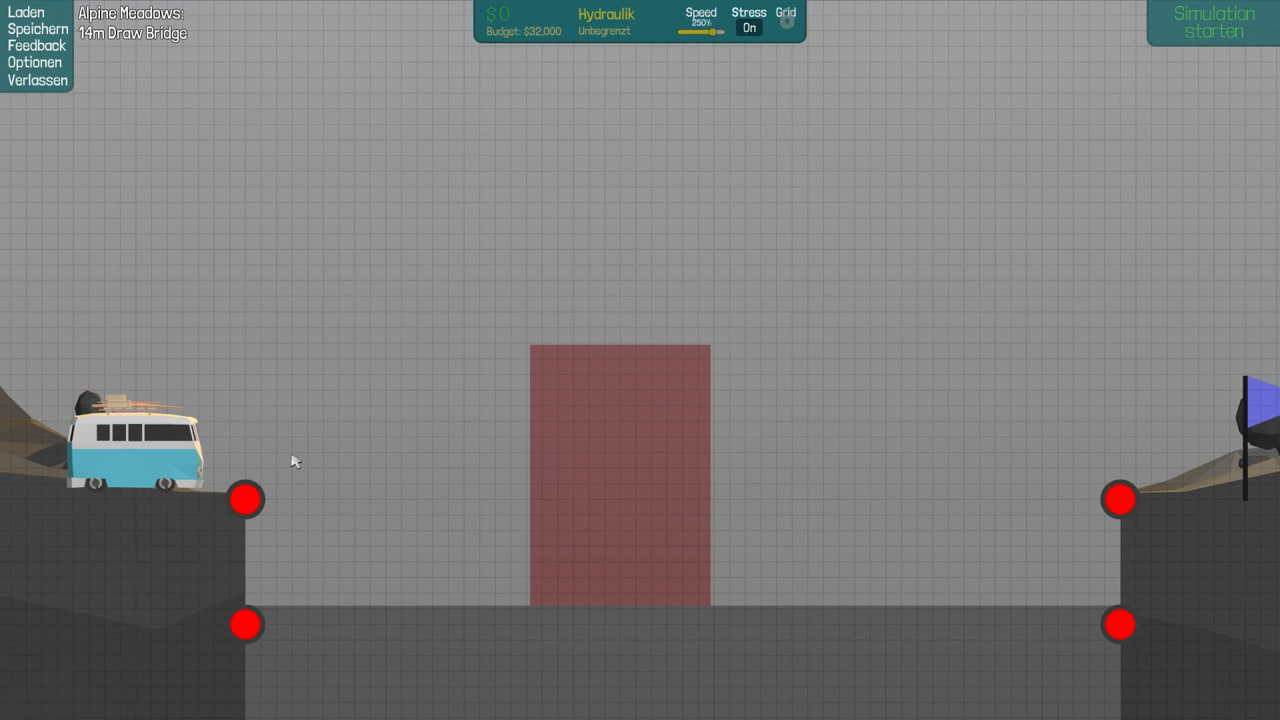 Laden
Speichern
Feedback
Optionen
Verlassen
Alpine Meadows:
14m Draw Bridge
$0
Budget: $32,000
Hydraulik
Unbegrenzt
Speed
250%
Stress
On
Grid
Simulation
starten